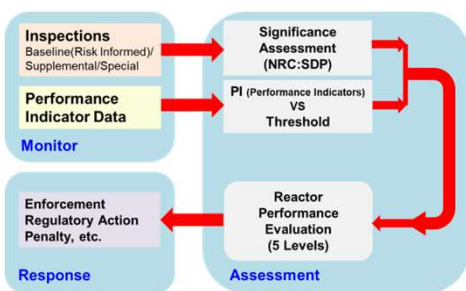 Inspections
Baseline(Risk Informed)/
Supplemental/Special
Performance
Indicator Data
Monitor
Significance
Assessment
(NRC:SDP)
PI (Performance Indicators)
VS
Threshold
Enforcement
Regulatory Action
Penalty, etc.
Response
Reactor
Performance
Evaluation
(5 Levels)
Assessment